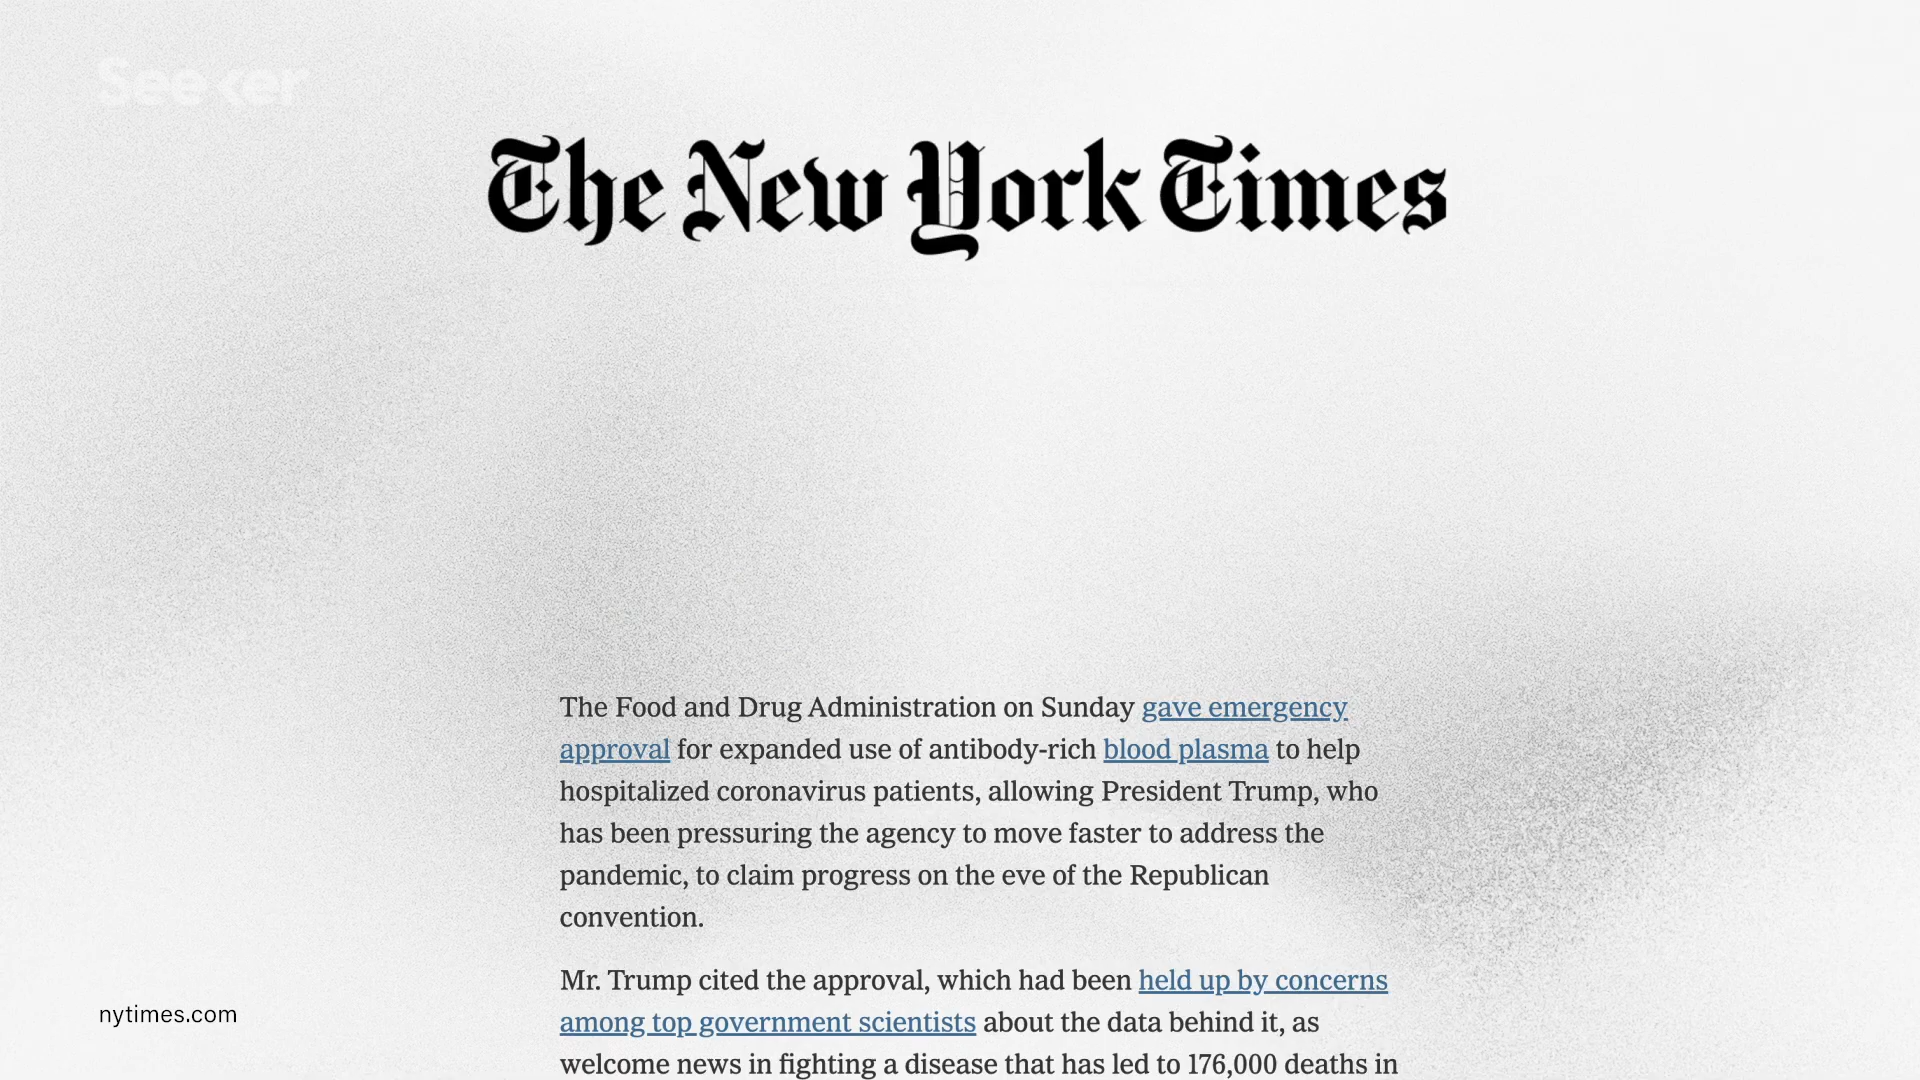 Seeker
The New York Times
The Food and Drug Administration on Sunday gave emergency
approval for expanded use of antibody-rich blood plasma to help
hospitalized coronavirus patients, allowing President Trump, who
has been pressuring the agency to move faster to address the
pandemic, to claim progress on the eve of the Republican
convention.
Mr. Trump cited the approval, which had been held up by concerns
among top government scientists about the data behind it, as
welcome news in fighting a disease that has led to 176,000 deaths in
nytimes.com